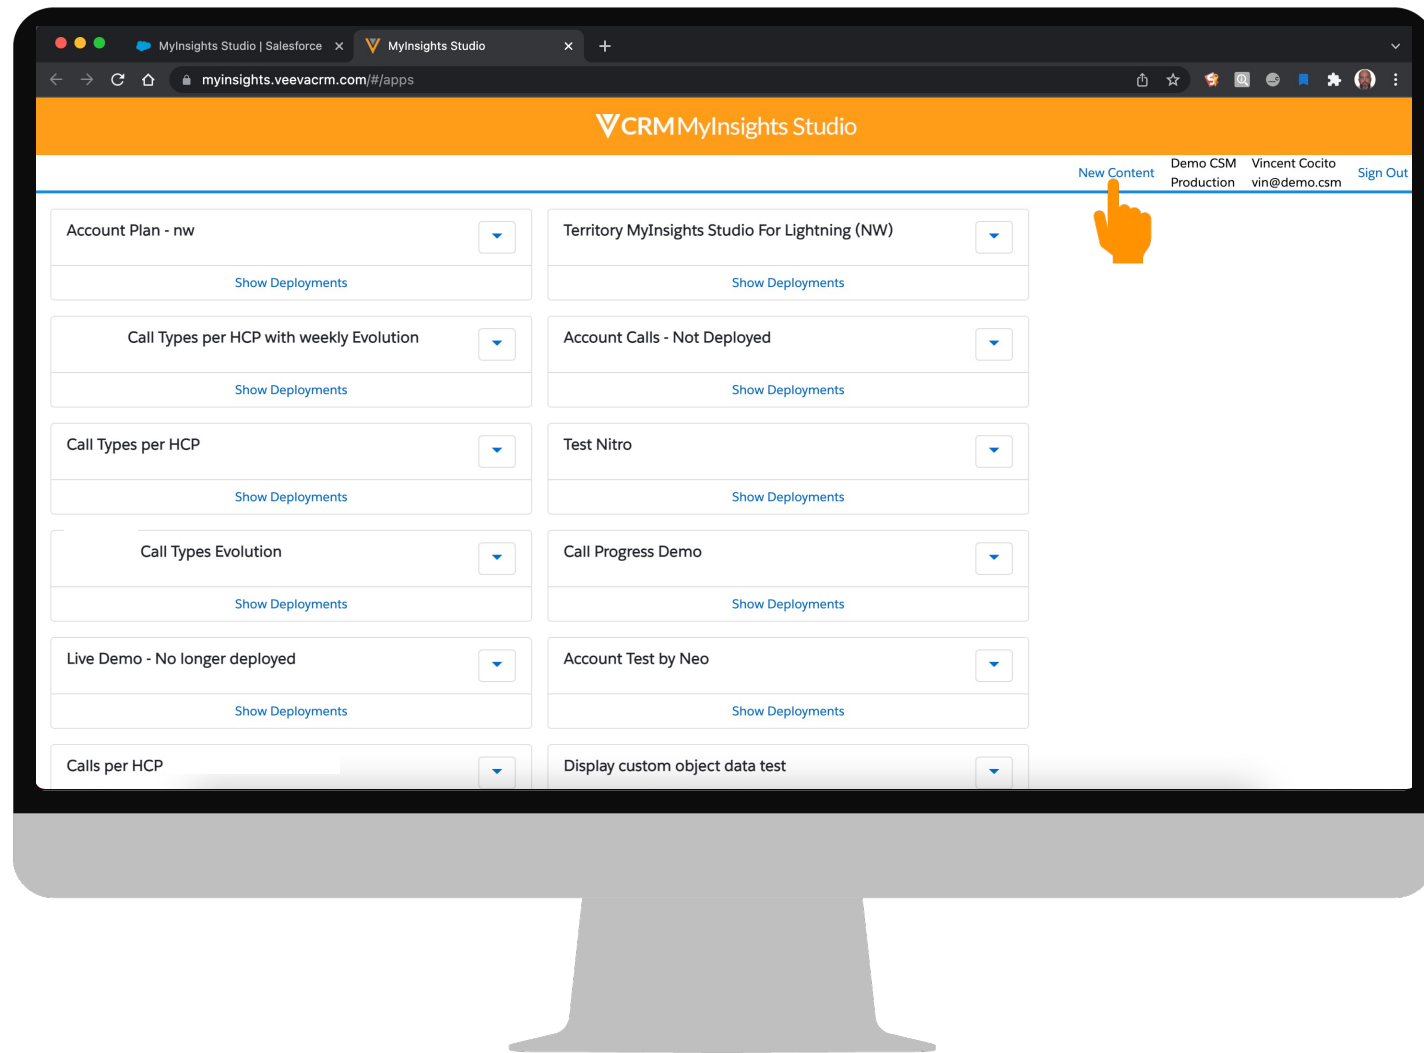 MyInsights Studio | Salesforce
MyInsights Studio
myinsights.veevacrm.com/#/apps
CRM MyInsights Studio
New Content
Demo CSM
Production
Vincent Cocito
vin@demo.csm
Sign Out
Account Plan - nw
Show Deployments
Territory MyInsights Studio For Lightning (NW)
Show Deployments
Call Types per HCP with weekly Evolution
Show Deployments
Account Calls - Not Deployed
Show Deployments
Call Types per HCP
Show Deployments
Test Nitro
Show Deployments
Call Types Evolution
Show Deployments
Call Progress Demo
Show Deployments
Live Demo - No longer deployed
Show Deployments
Account Test by Neo
Show Deployments
Calls per HCP
Display custom object data test